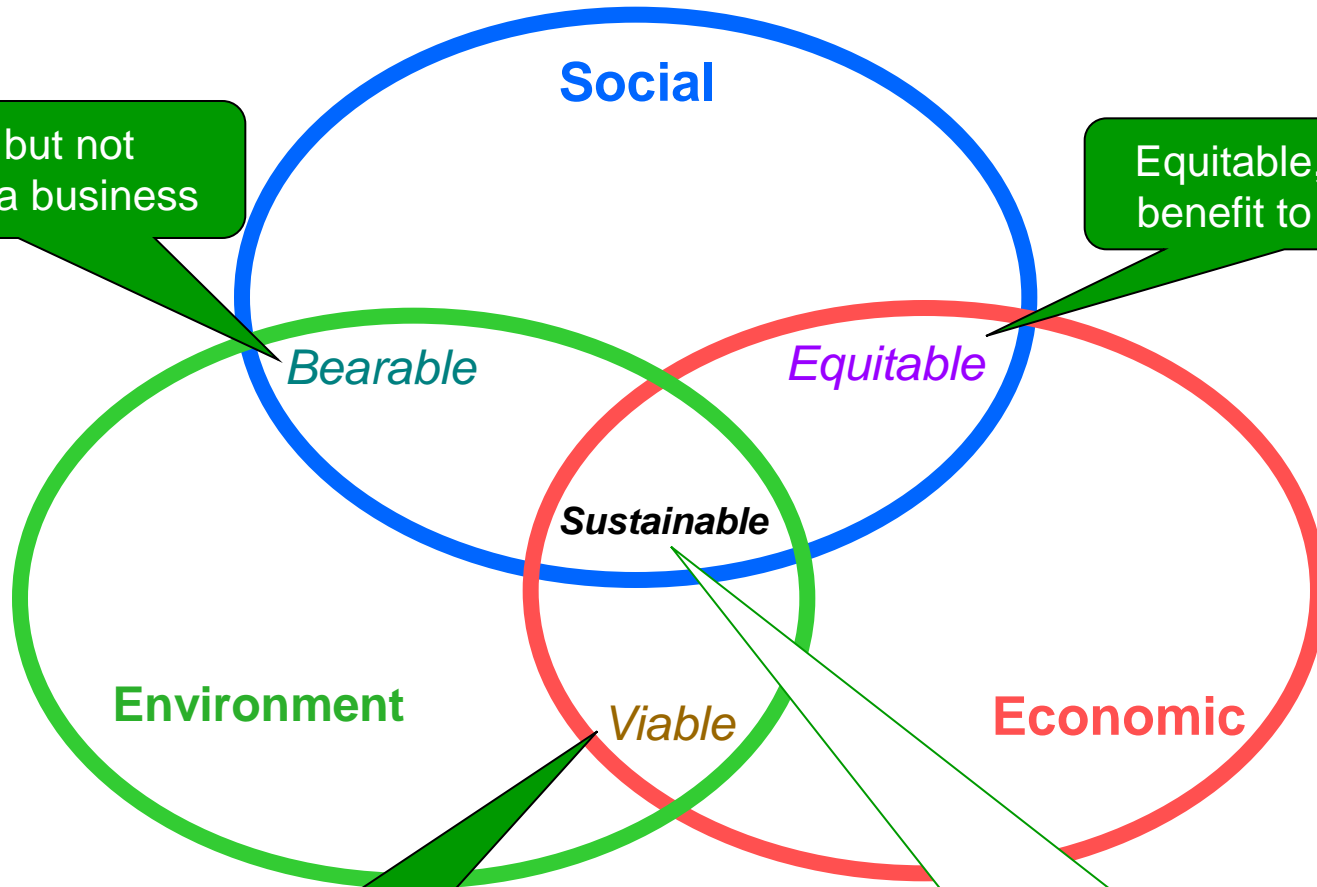 Social
but not
a business
Equitable,
benefit to
Bearable
Equitable
Sustainable
Environment
Viable
Economic